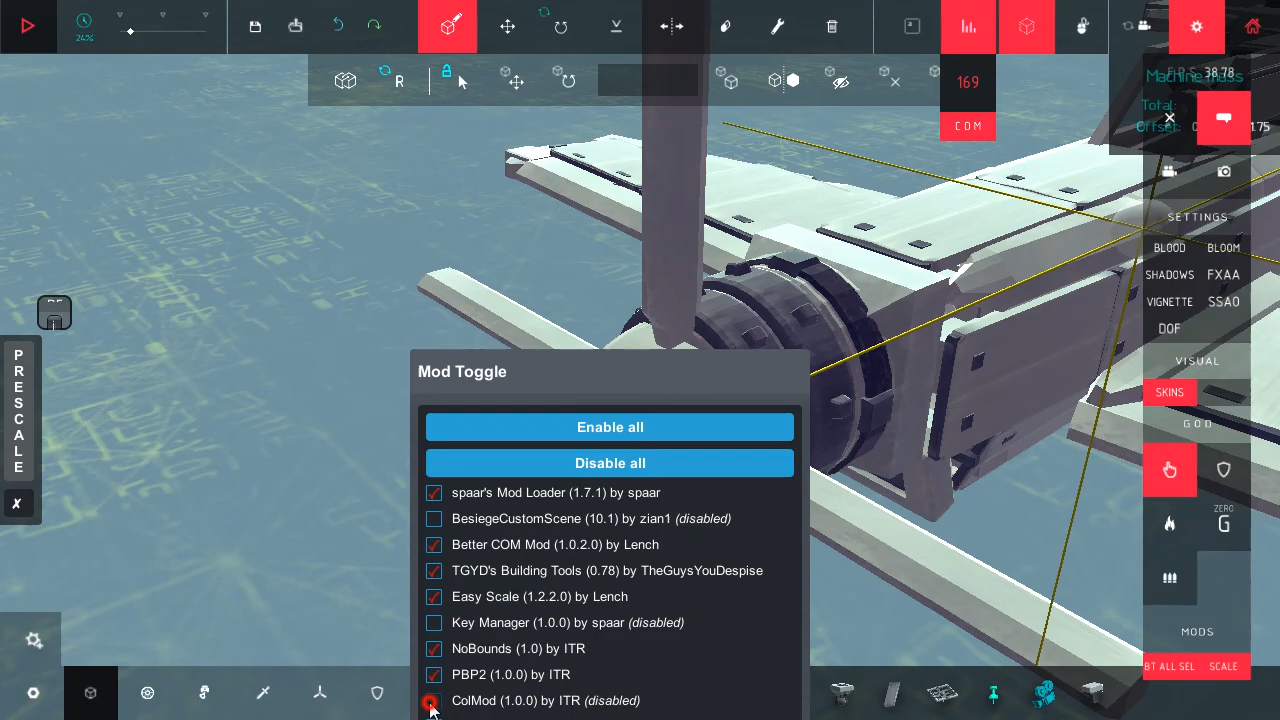 24%
R
169
COM
FPS 38.78
Machine Mass
Total:
Offset:
1.75
SETTINGS
BLOOD BLOOM
SHADOWS FXAA
VIGNETTE SSAO
DOF
VISUAL
SKINS
GOD
ZERO
G
MODS
BT ALL SEL SCALE
PRESCALE
✗
Mod Toggle
Enable all
Disable all
spaar's Mod Loader (1.7.1) by spaar
BesiegeCustomScene (10.1) by zian1 (disabled)
Better COM Mod (1.0.2.0) by Lench
TGYD's Building Tools (0.78) by TheGuysYouDespise
Easy Scale (1.2.2.0) by Lench
Key Manager (1.0.0) by spaar (disabled)
NoBounds (1.0) by ITR
PBP2 (1.0.0) by ITR
ColMod (1.0.0) by ITR (disabled)